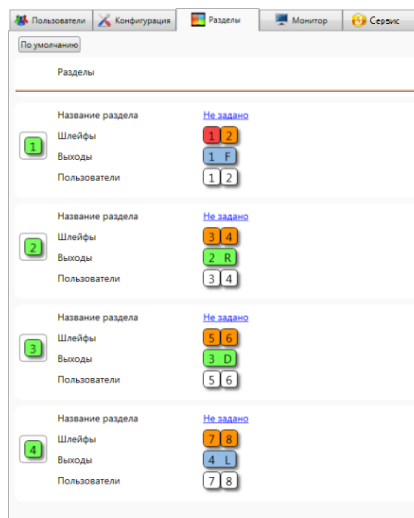 Пользователи Конфигурация Разделы Монитор Сервис
По умолчанию
Разделы
Название раздела Не задано
1 Шлейфы 1 2
Выходы 1 F
Пользователи 1 2
Название раздела Не задано
2 Шлейфы 3 4
Выходы 2 R
Пользователи 3 4
Название раздела Не задано
3 Шлейфы 5 6
Выходы 3 D
Пользователи 5 6
Название раздела Не задано
4 Шлейфы 7 8
Выходы 4 L
Пользователи 7 8